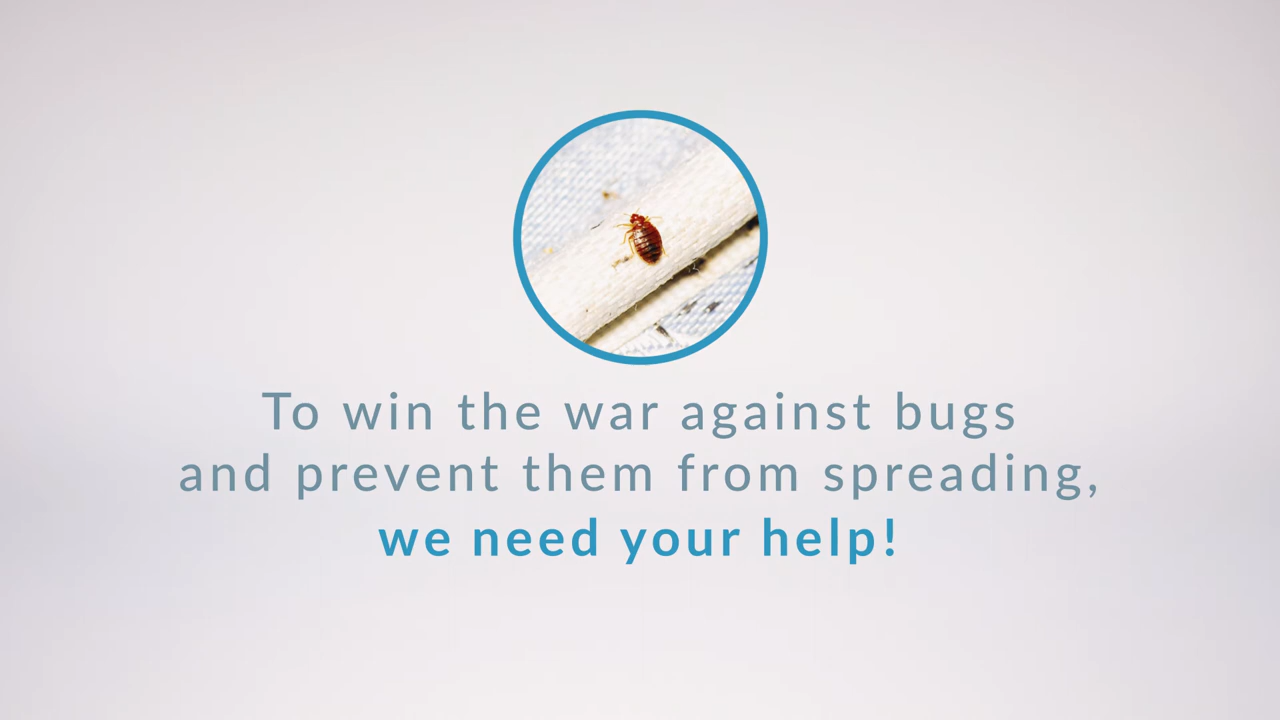 To win the war against bugs
and prevent them from spreading,
we need your help!